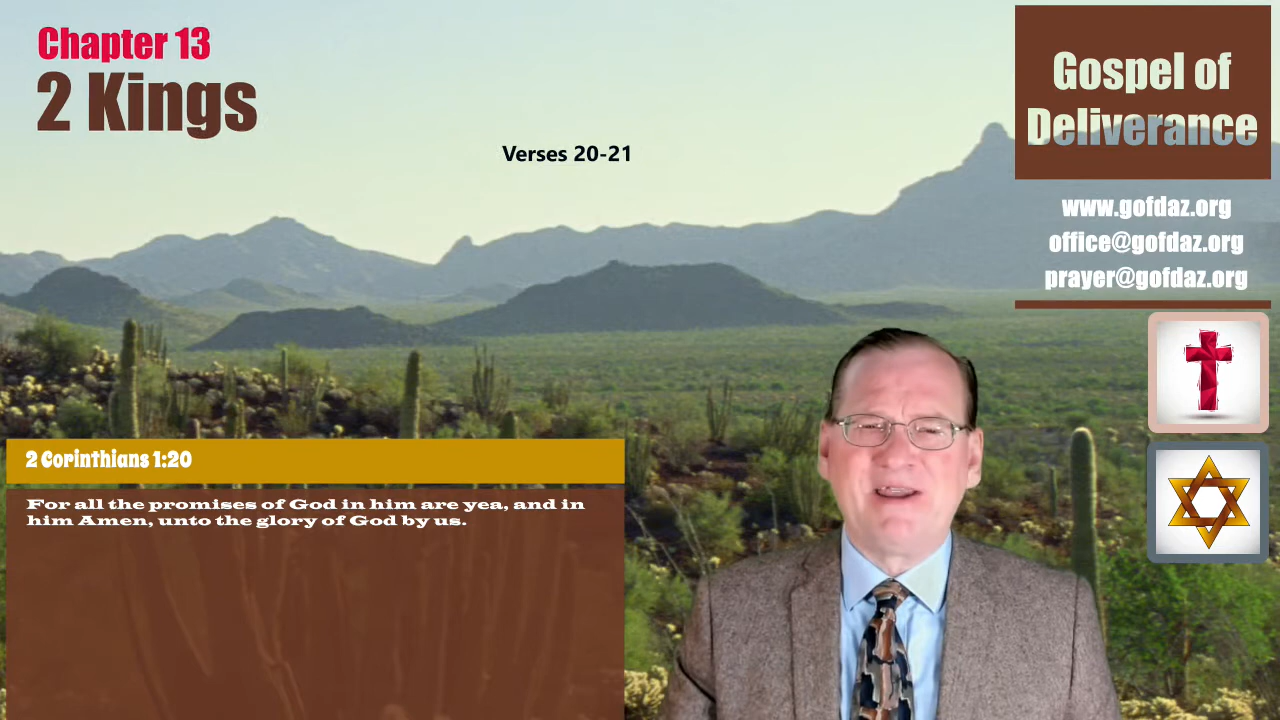 Chapter 13
2 Kings
Verses 20-21
Gospel of
Deliverance
www.gofdaz.org
office@gofdaz.org
prayer@gofdaz.org
2 Corinthians 1:20
For all the promises of God in him are yea, and in
him Amen, unto the glory of God by us.